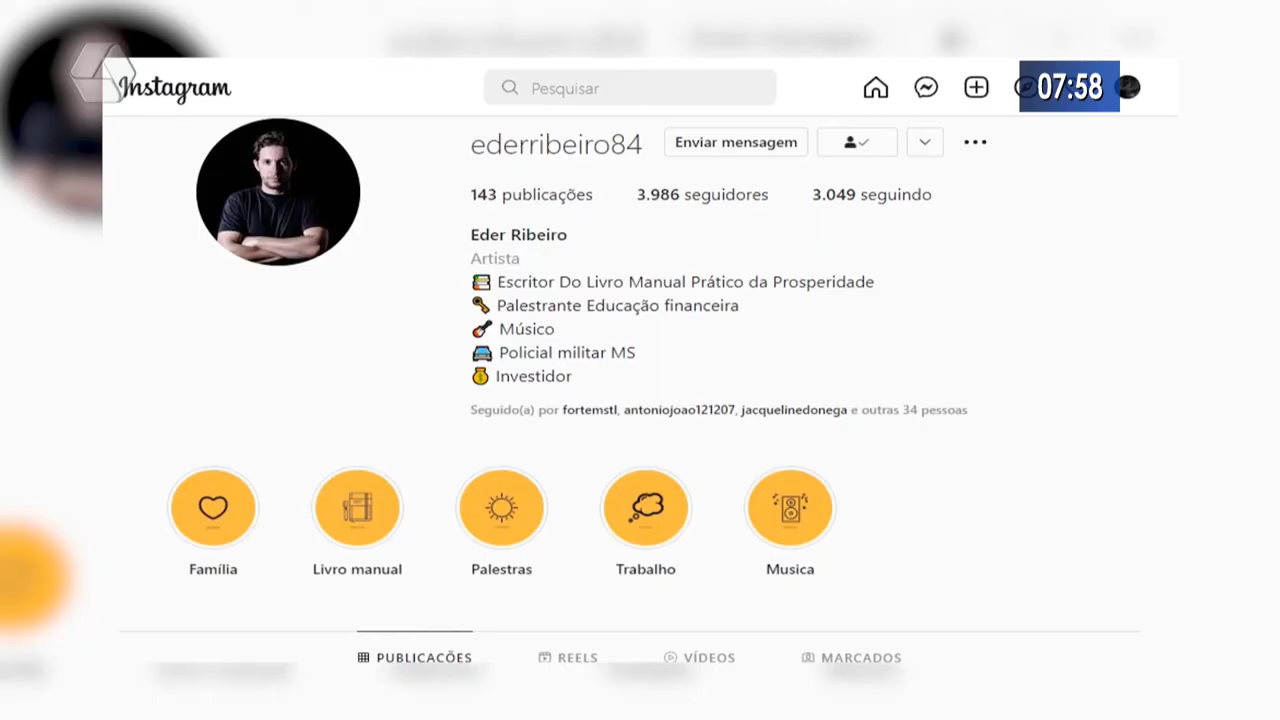 Instagram
Pesquisar
07:58
ederribeiro84 Enviar mensagem
143 publicações 3.986 seguidores 3.049 seguindo
Eder Ribeiro
Artista
Escritor Do Livro Manual Prático da Prosperidade
Palestrante Educação financeira
Músico
Policial militar MS
Investidor
Seguido(a) por fortemstl, antoniojoao121207, jacquelinedonega e outras 34 pessoas
Família Livro manual Palestras Trabalho Musica
PUBLICAÇÕES REELS VÍDEOS MARCADOS